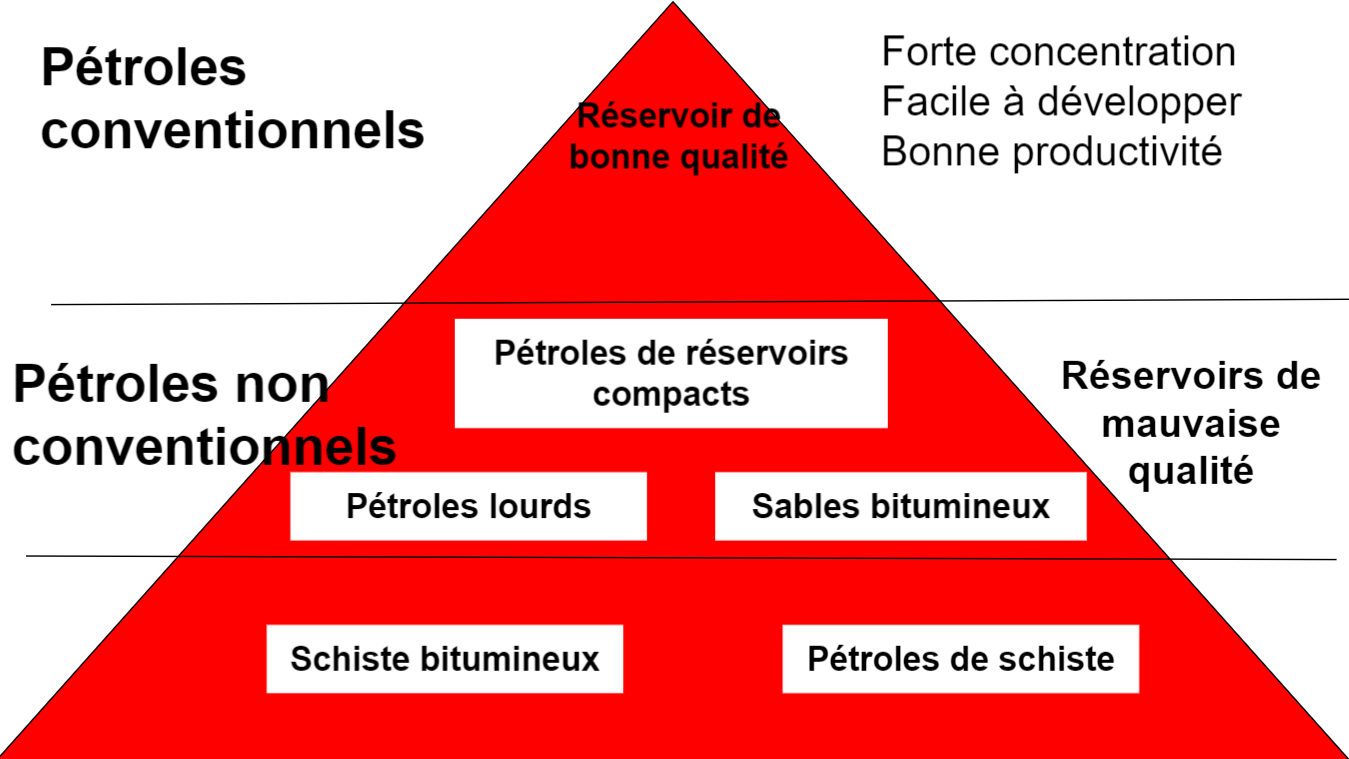 Pétroles
conventionnels
Réservoir de
bonne qualité
Forte concentration
Facile à développer
Bonne productivité
Pétroles non
conventionnels
Pétroles de réservoirs
compacts
Réservoirs de
mauvaise
qualité
Pétroles lourds
Sables bitumineux
Schiste bitumineux
Pétroles de schiste